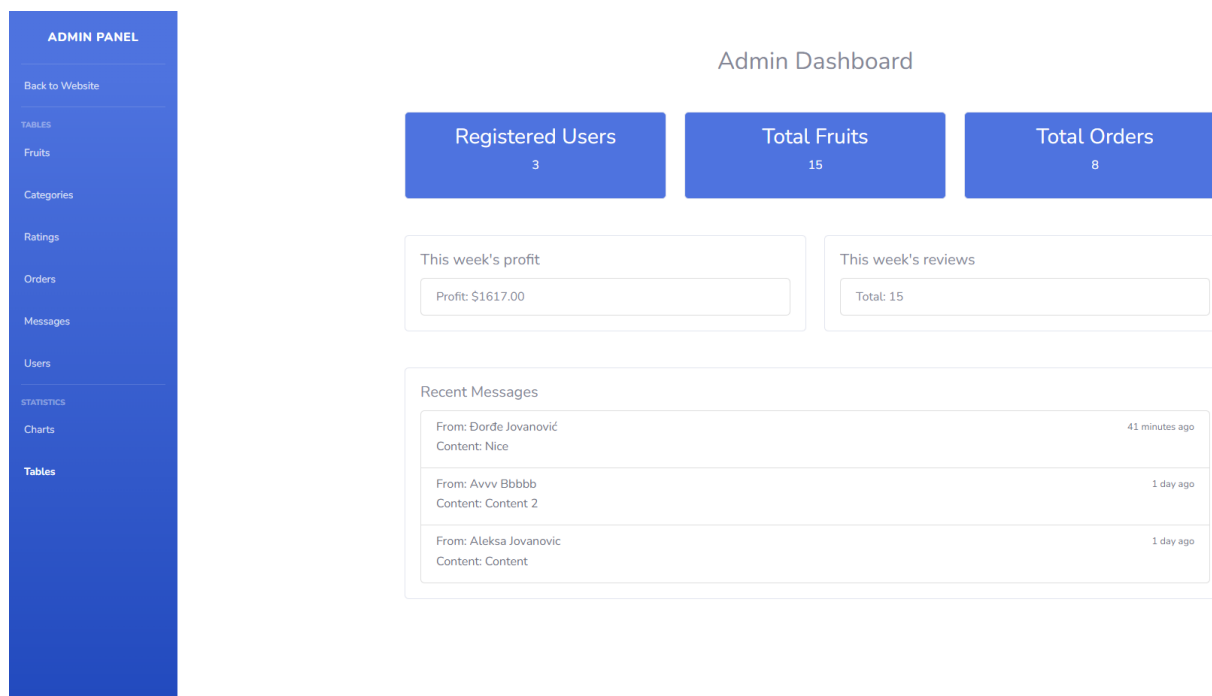 ADMIN PANEL
Back to Website
TABLES
Fruits
Categories
Ratings
Orders
Messages
Users
STATISTICS
Charts
Tables
Admin Dashboard
Registered Users
3
Total Fruits
15
Total Orders
8
This week's profit
Profit: $1617.00
This week's reviews
Total: 15
Recent Messages
From: Đorđe Jovanović
41 minutes ago
Content: Nice
From: Avvv Bbbbb
1 day ago
Content: Content 2
From: Aleksa Jovanovic
1 day ago
Content: Content